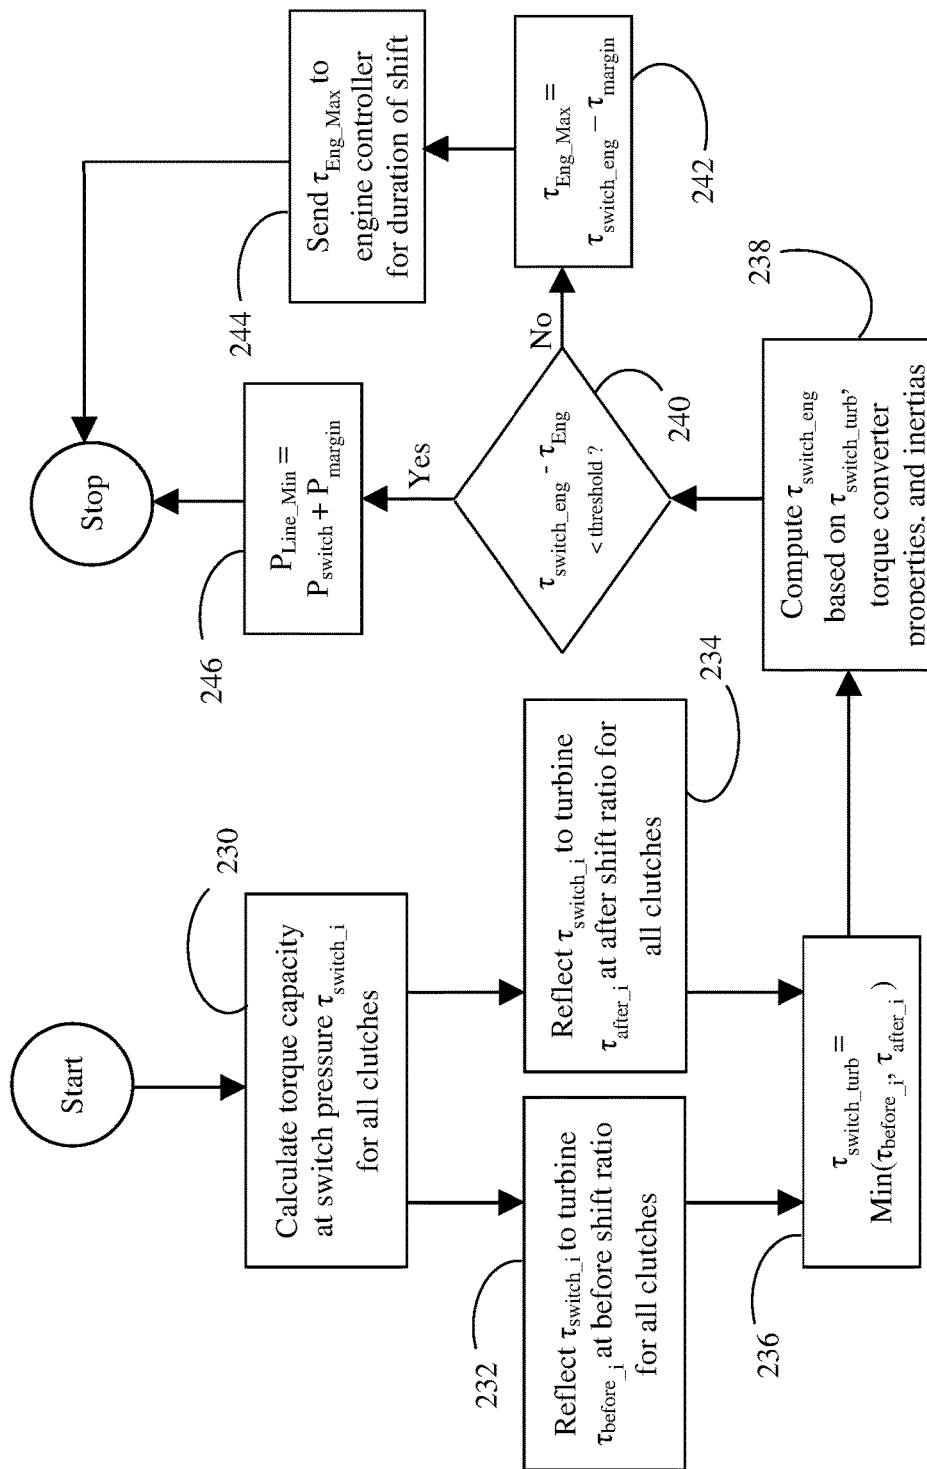 Start
230
Calculate torque capacity
at switch pressure τswitch_i
for all clutches
232
Reflect τswitch_i to turbine
τbefore_i at before shift ratio
for all clutches
234
Reflect τswitch_i to turbine
τafter_i at after shift ratio for
all clutches
236
τswitch_turb =
Min(τbefore_i, τafter_i)
238
Compute τswitch_eng
based on τswitch_turb,
torque converter
properties, and inertias
240
τswitch_eng - τEng
< threshold ?
Yes
No
242
τEng_Max =
τswitch_eng – τmargin
244
Send τEng_Max to
engine controller
for duration of shift
246
PLine_Min =
Pswitch + Pmargin
Stop